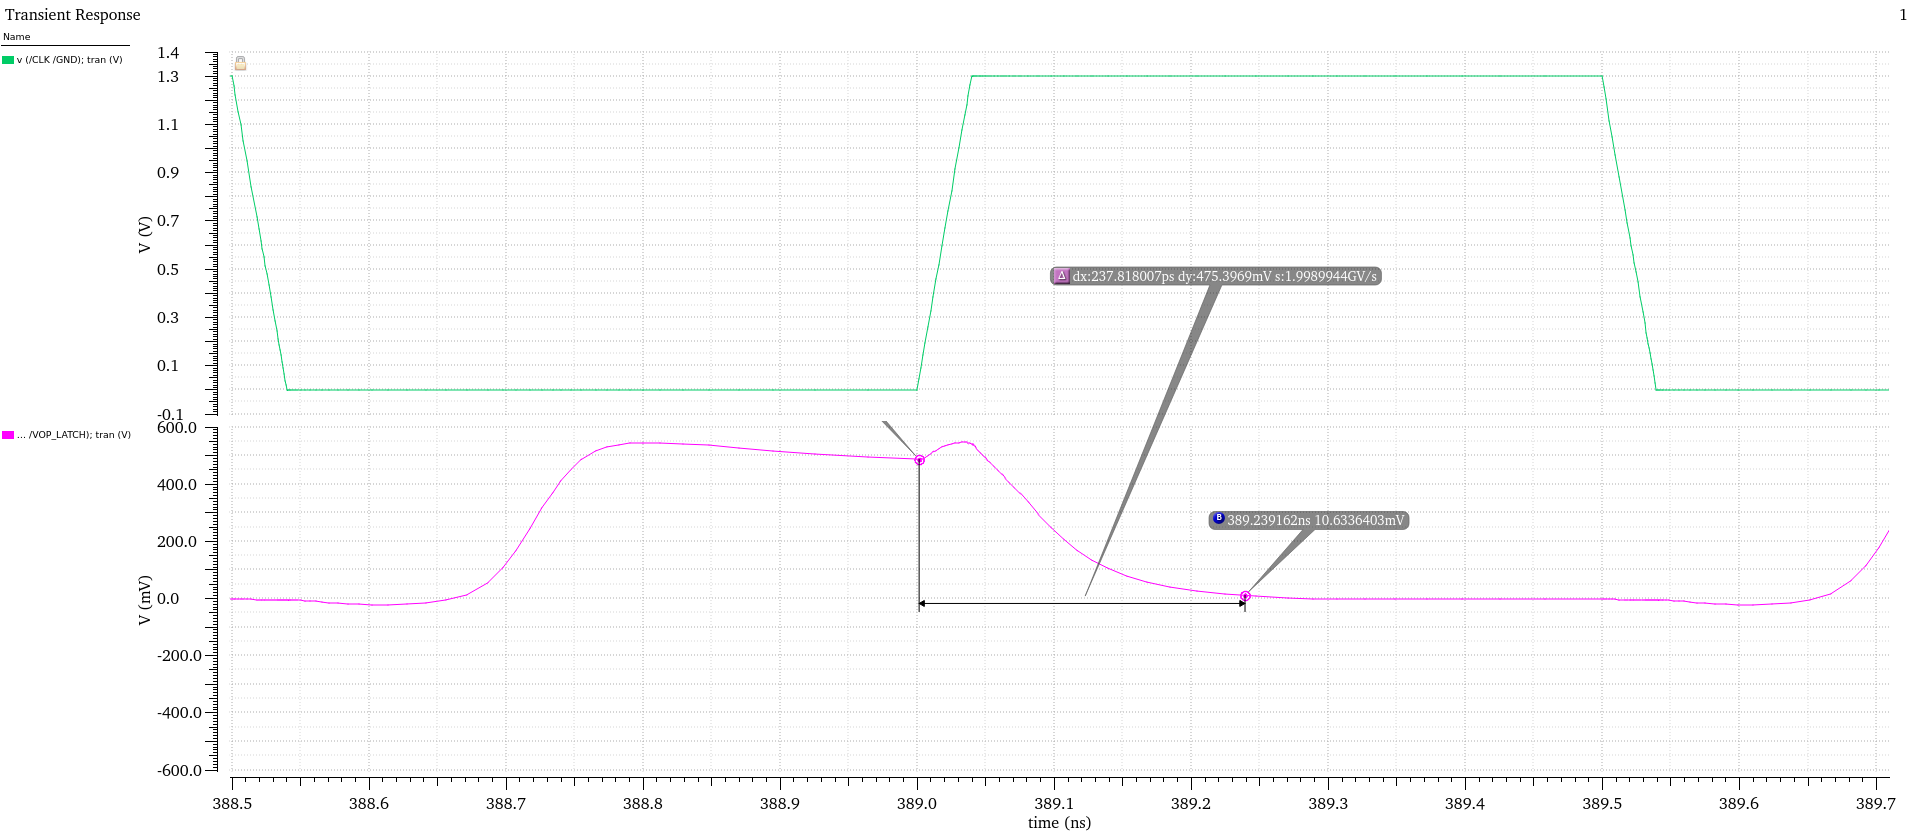 Transient Response
1
Name
v (/CLK /GND); tran (V)
1.4
1.3
1.1
0.9
0.7
0.5
0.3
0.1
-0.1
V (V)
Δ dx:237.818007ps dy:475.3969mV s:1.9989944GV/s
... /VOP_LATCH); tran (V)
600.0
400.0
200.0
0.0
-200.0
-400.0
-600.0
V (mV)
B 389.239162ns 10.6336403mV
388.5 388.6 388.7 388.8 388.9 389.0 389.1 389.2 389.3 389.4 389.5 389.6 389.7
time (ns)